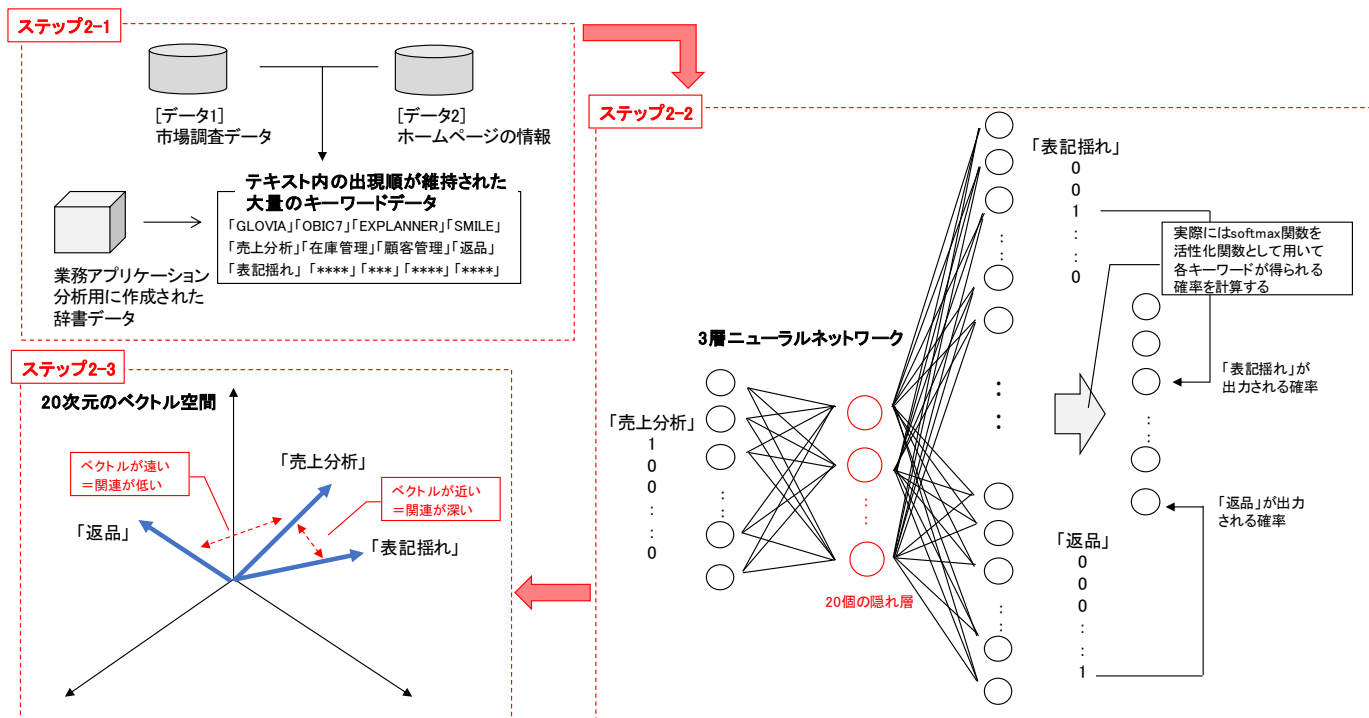 ステップ2-1
[データ1]
市場調査データ
[データ2]
ホームページの情報
テキスト内の出現順が維持された
大量のキーワードデータ
「GLOVIA」「OBIC7」「EXPLANNER」「SMILE」
「売上分析」「在庫管理」「顧客管理」「返品」
「表記揺れ」「****」「***」「****」「****」
業務アプリケーション
分析用に作成された
辞書データ
ステップ2-2
「表記揺れ」
0
0
1
:
:
0
実際にはsoftmax関数を
活性化関数として用いて
各キーワードが得られる
確率を計算する
3層ニューラルネットワーク
「売上分析」
1
0
0
:
:
0
20個の隠れ層
「表記揺れ」が
出力される確率
「返品」が出力
される確率
「返品」
0
0
0
:
:
1
ステップ2-3
20次元のベクトル空間
ベクトルが遠い
＝関連が低い
「売上分析」
ベクトルが近い
＝関連が深い
「返品」
「表記揺れ」